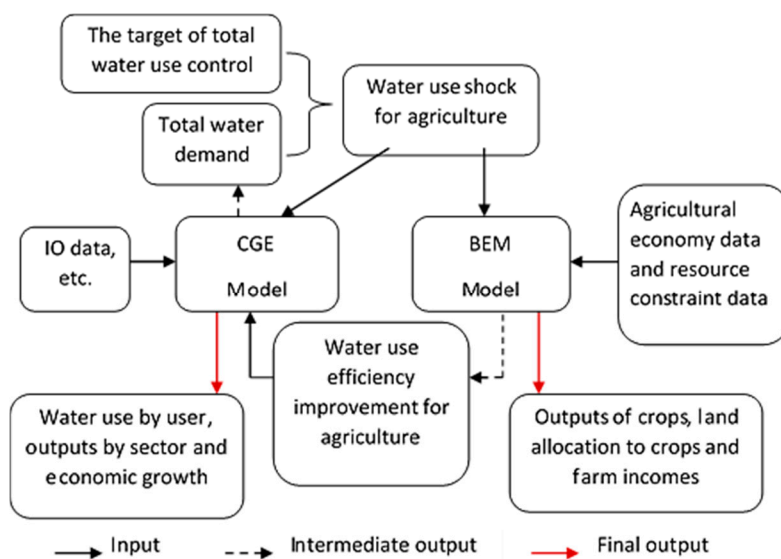 The target of total
water use control
Total water
demand
Water use shock
for agriculture
IO data,
etc.
CGE
Model
BEM
Model
Agricultural
economy data
and resource
constraint data
Water use
efficiency
improvement for
agriculture
Water use by user,
outputs by sector and
economic growth
Outputs of crops, land
allocation to crops and
farm incomes
Input
Intermediate output
Final output